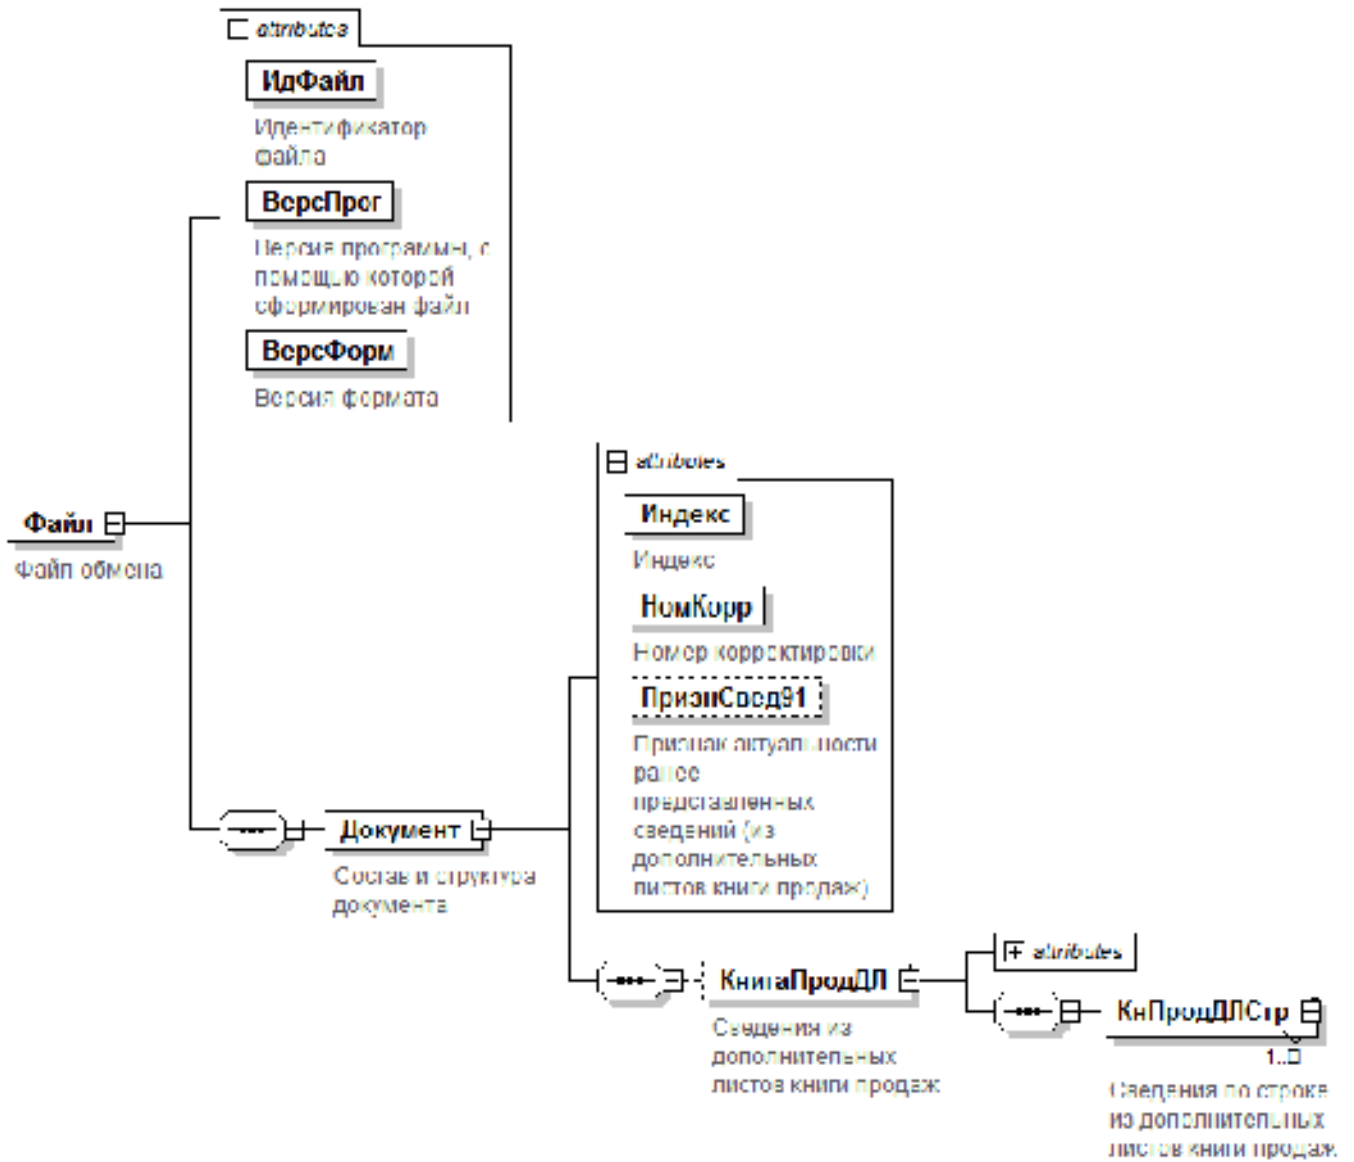 attributes
ИдФайл
Идентификатор
файла
ВерсПрог
Версия программы, с
помощью которой
сформирован файл
ВерсФорм
Версия формата
Файл
Файл обмена
attributes
Индекс
Индекс
НомКорр
Номер корректировки
ПризнСвед91
Признак актуальности
ранее
представленных
сведений (из
дополнительных
листов книги продаж)
Документ
Состав и структура
документа
attributes
КнигаПродДЛ
Сведения из
дополнительных
листов книги продаж
КнПродДЛСтр
1..□
Сведения по строке
из дополнительных
листов книги продаж